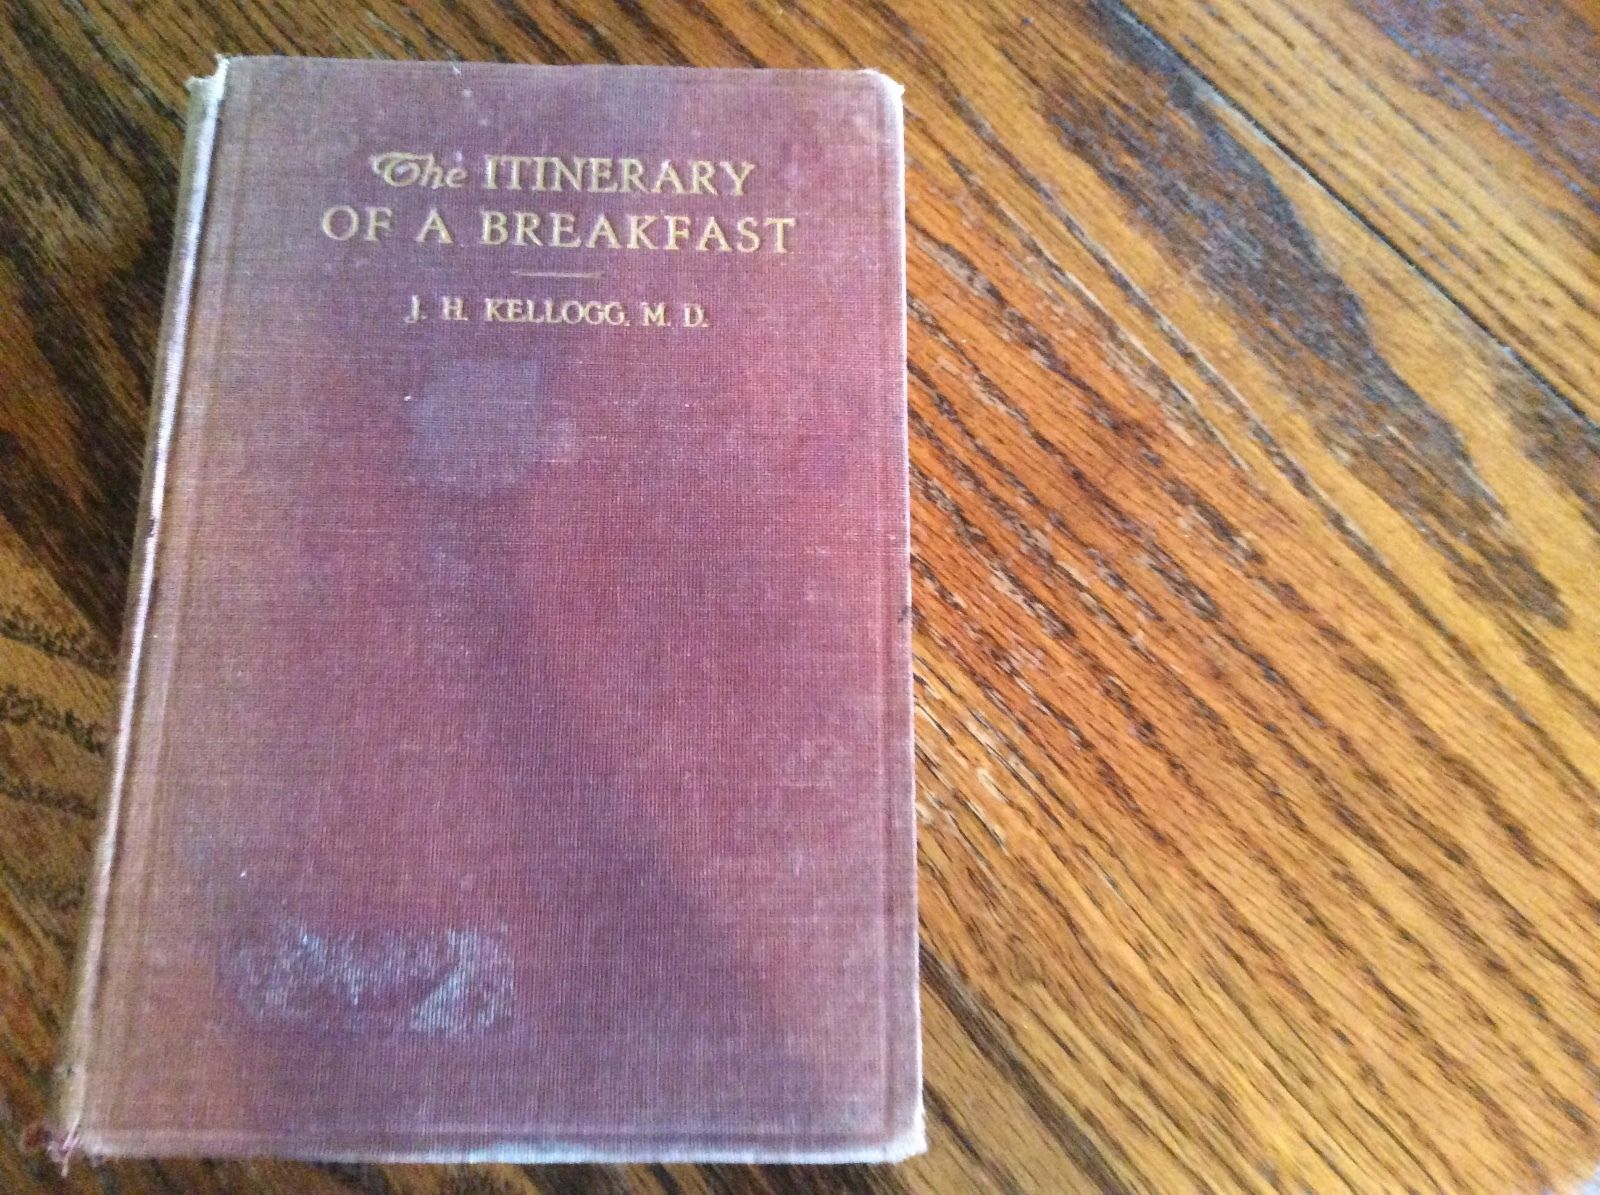 The ITINERARY
OF A BREAKFAST
J. H. KELLOGG, M. D.